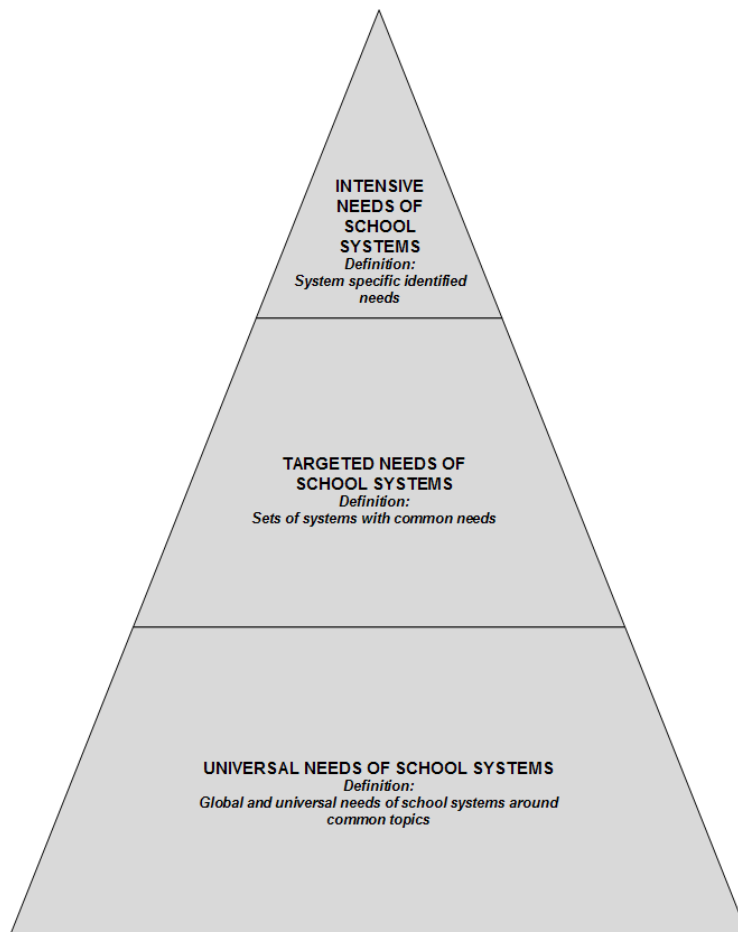 INTENSIVE
NEEDS OF
SCHOOL
SYSTEMS
Definition:
System specific identified
needs
TARGETED NEEDS OF
SCHOOL SYSTEMS
Definition:
Sets of systems with common needs
UNIVERSAL NEEDS OF SCHOOL SYSTEMS
Definition:
Global and universal needs of school systems around
common topics